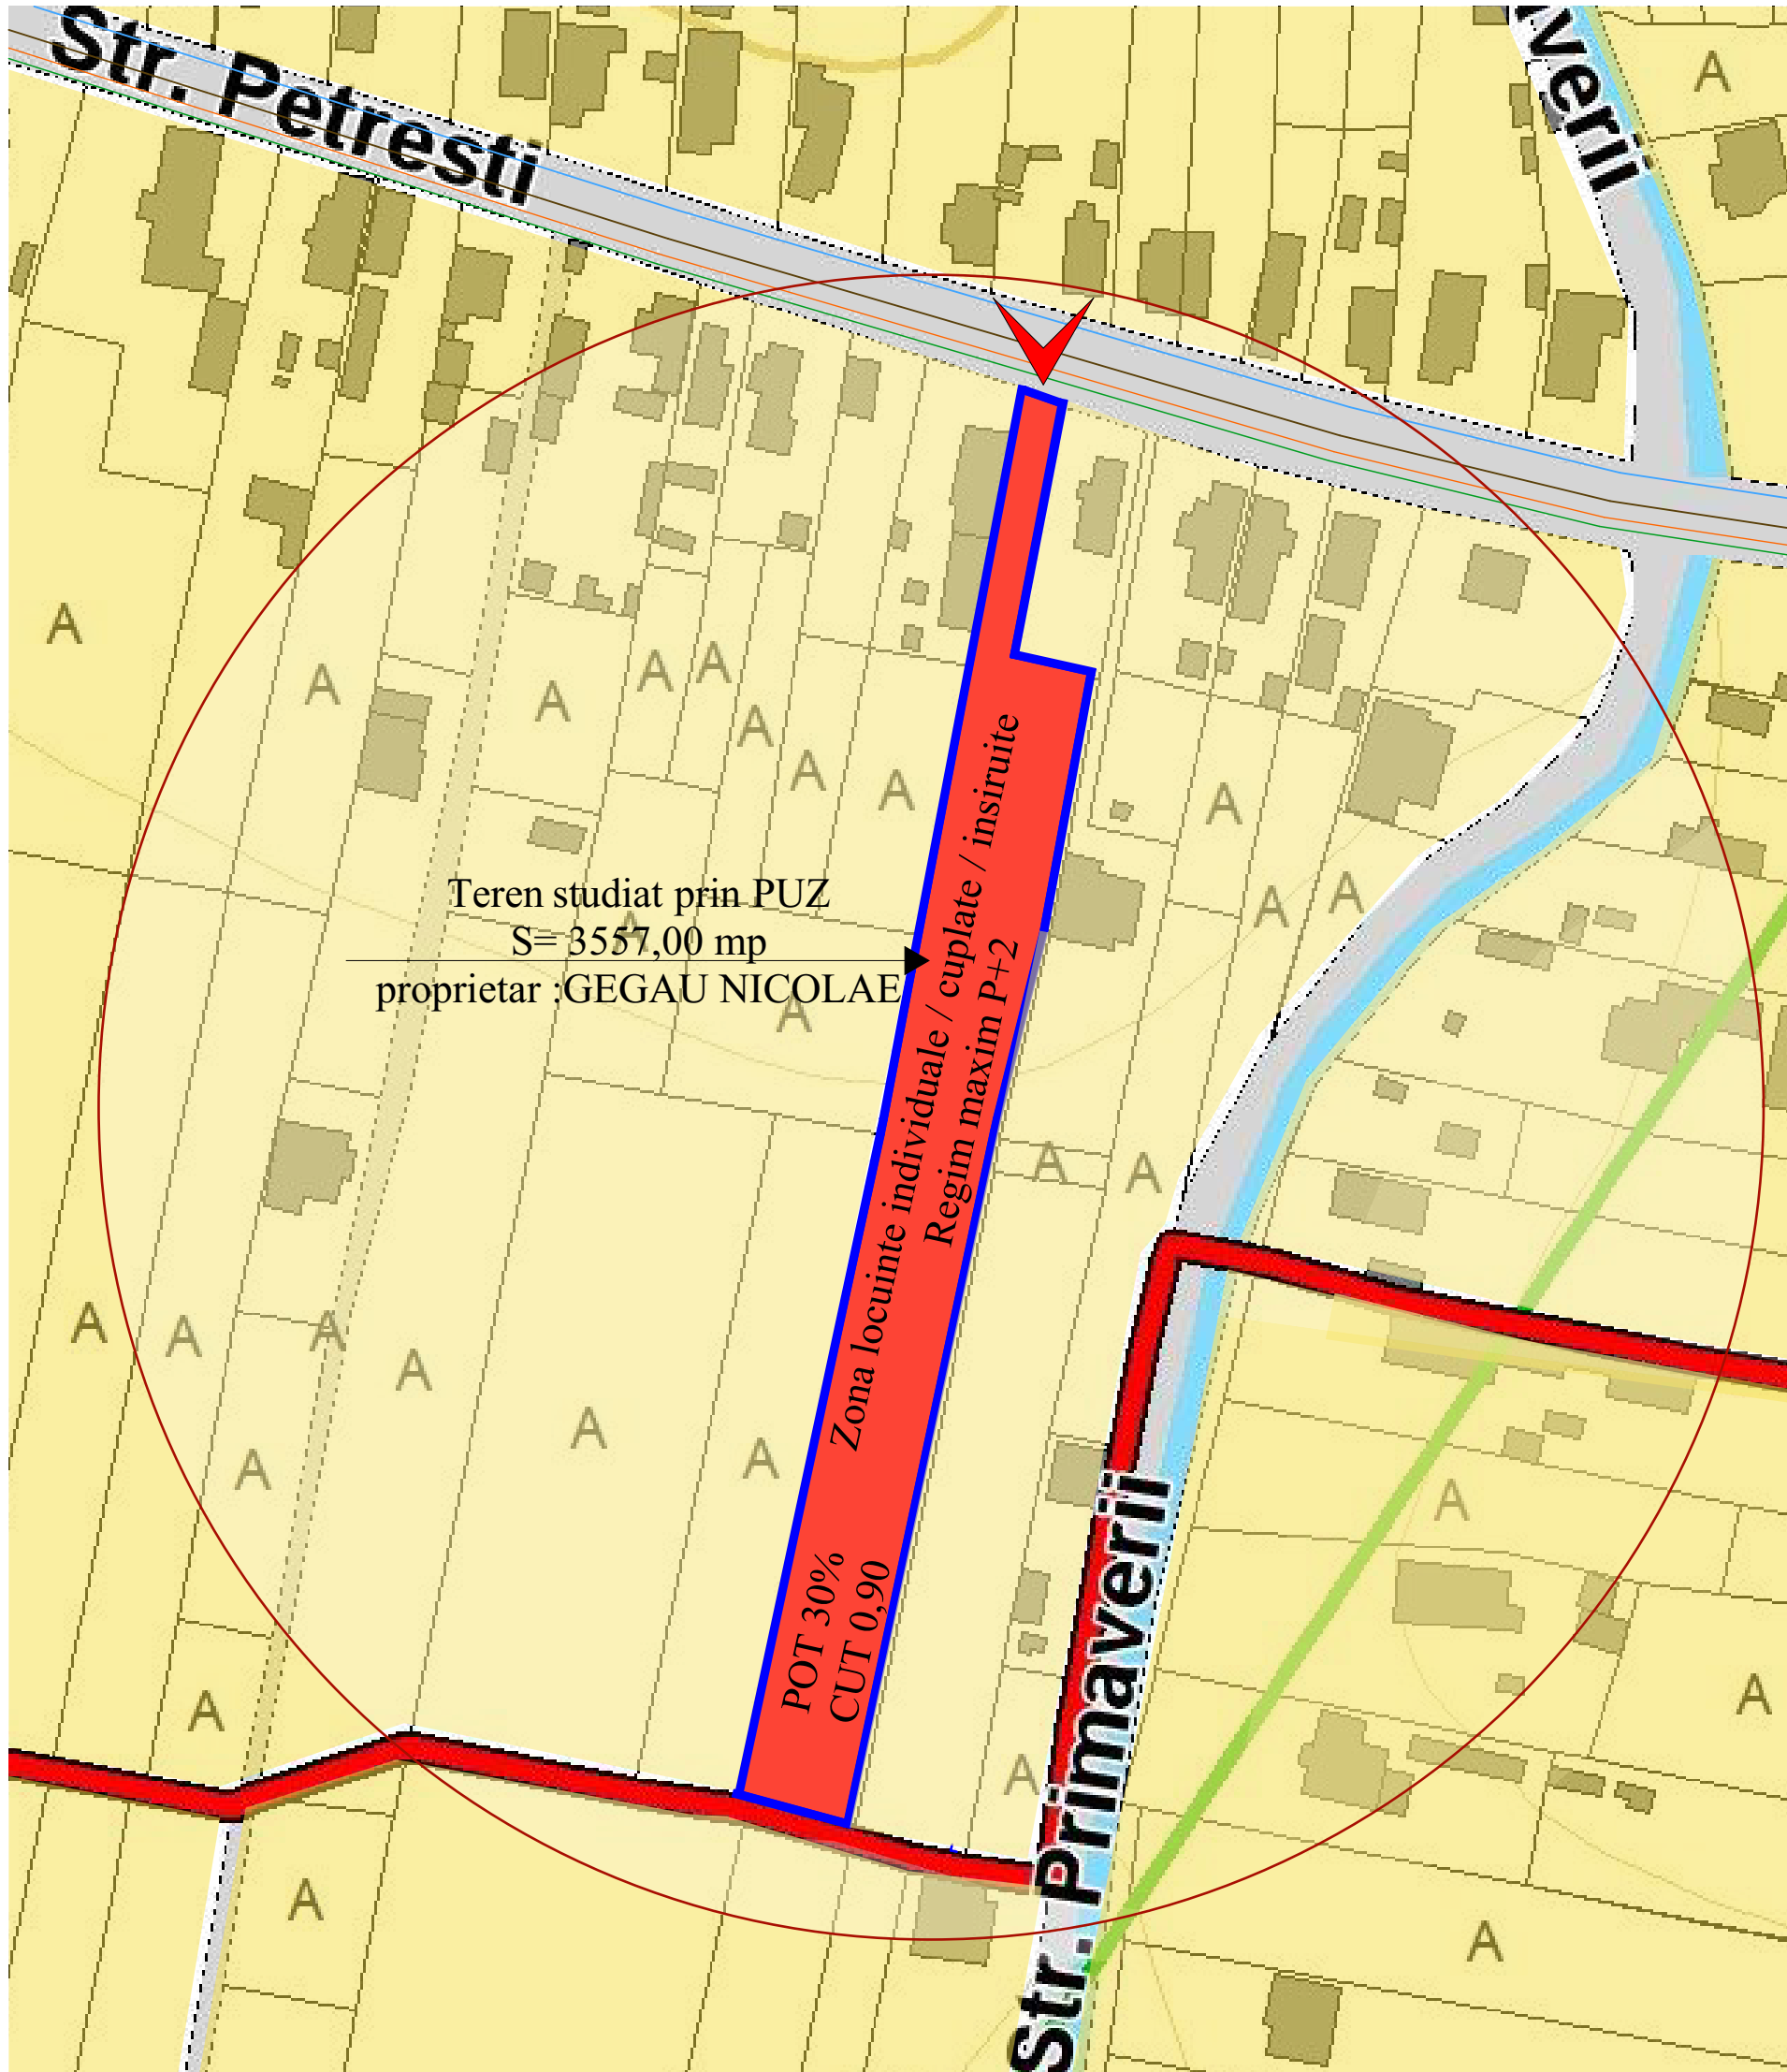 Str. Petresti
verii
A
A
A
A
A
A
A
A
A
A
Teren studiat prin PUZ
S= 3557,00 mp
proprietar :GEGAU NICOLAE
A
A
A
A
A
Zona locuinte individuale / cuplate / insiruite
Regim maxim P+2
A
A
A
A
A
A
A
A
A
A
POT 30%
CUT 0,90
A
A
A
A
A
Str. Primaverii